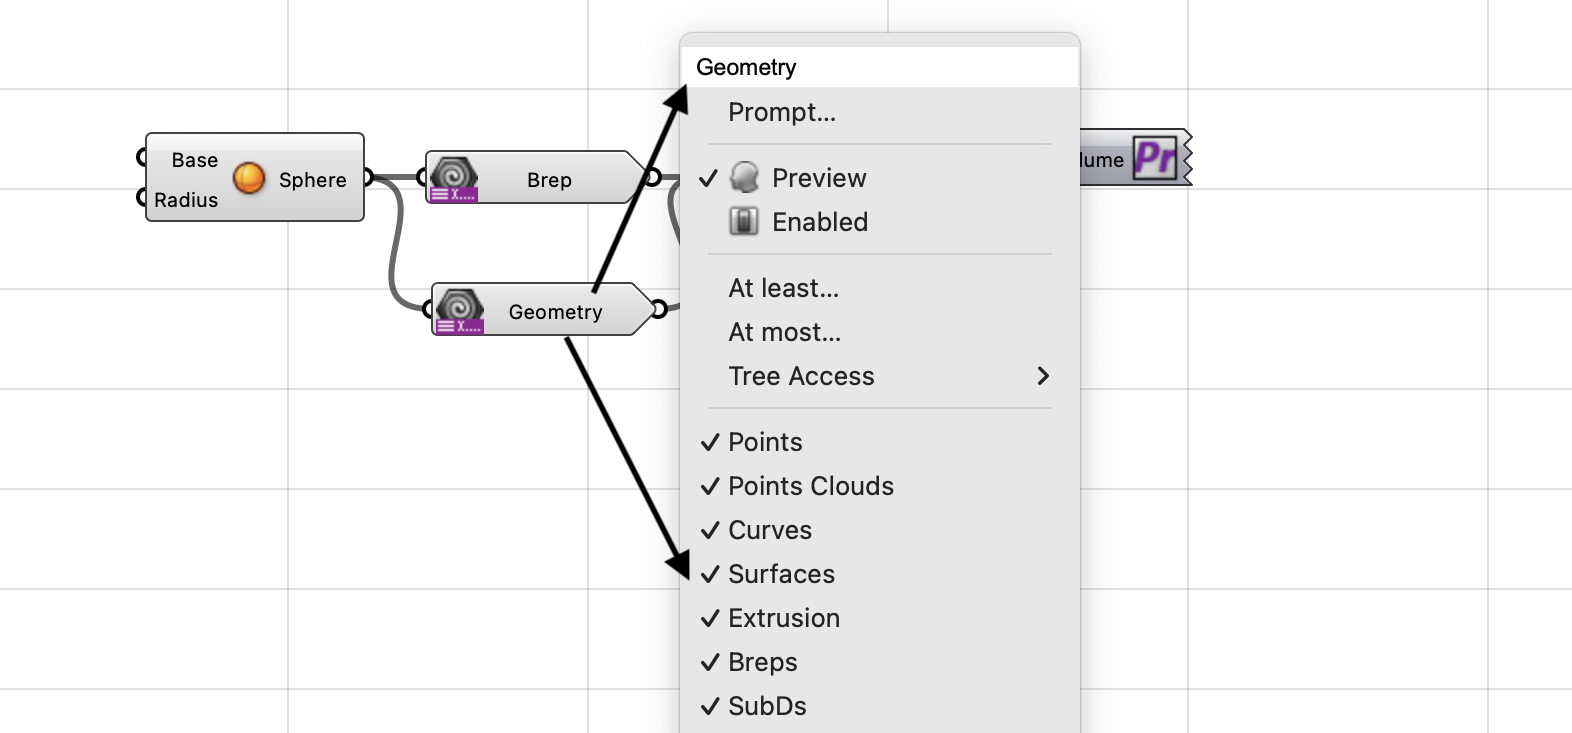 Base
Radius
Sphere
Brep
Geometry
Geometry
Prompt...
Preview
Enabled
At least...
At most...
Tree Access
Points
Points Clouds
Curves
Surfaces
Extrusion
Breps
SubDs
lume
Pr
X....
X....